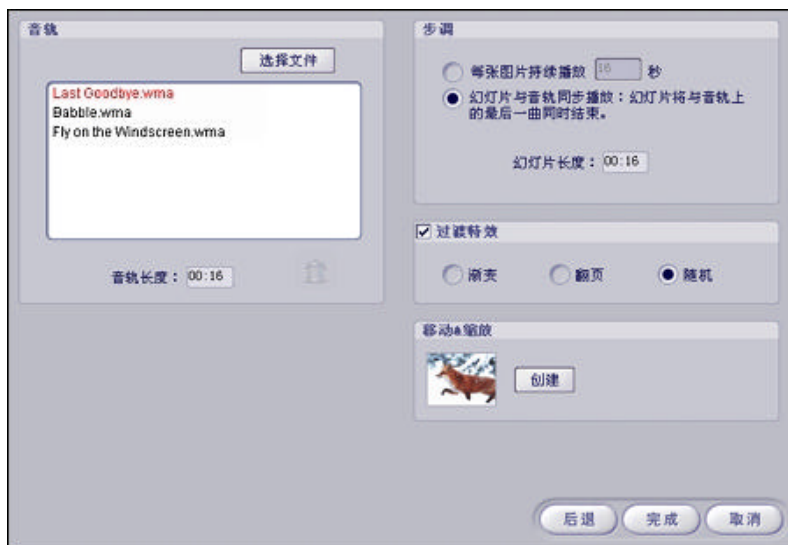 音轨
选择文件
Last Goodbye.wma
Babble.wma
Fly on the Windscreen.wma
音轨长度：00:16
步调
每张图片持续播放 16 秒
幻灯片与音轨同步播放：幻灯片将与音轨上
的最后一曲同时结束。
幻灯片长度：00:16
过渡特效
渐变 翻页 随机
移动&缩放
创建
后退 完成 取消